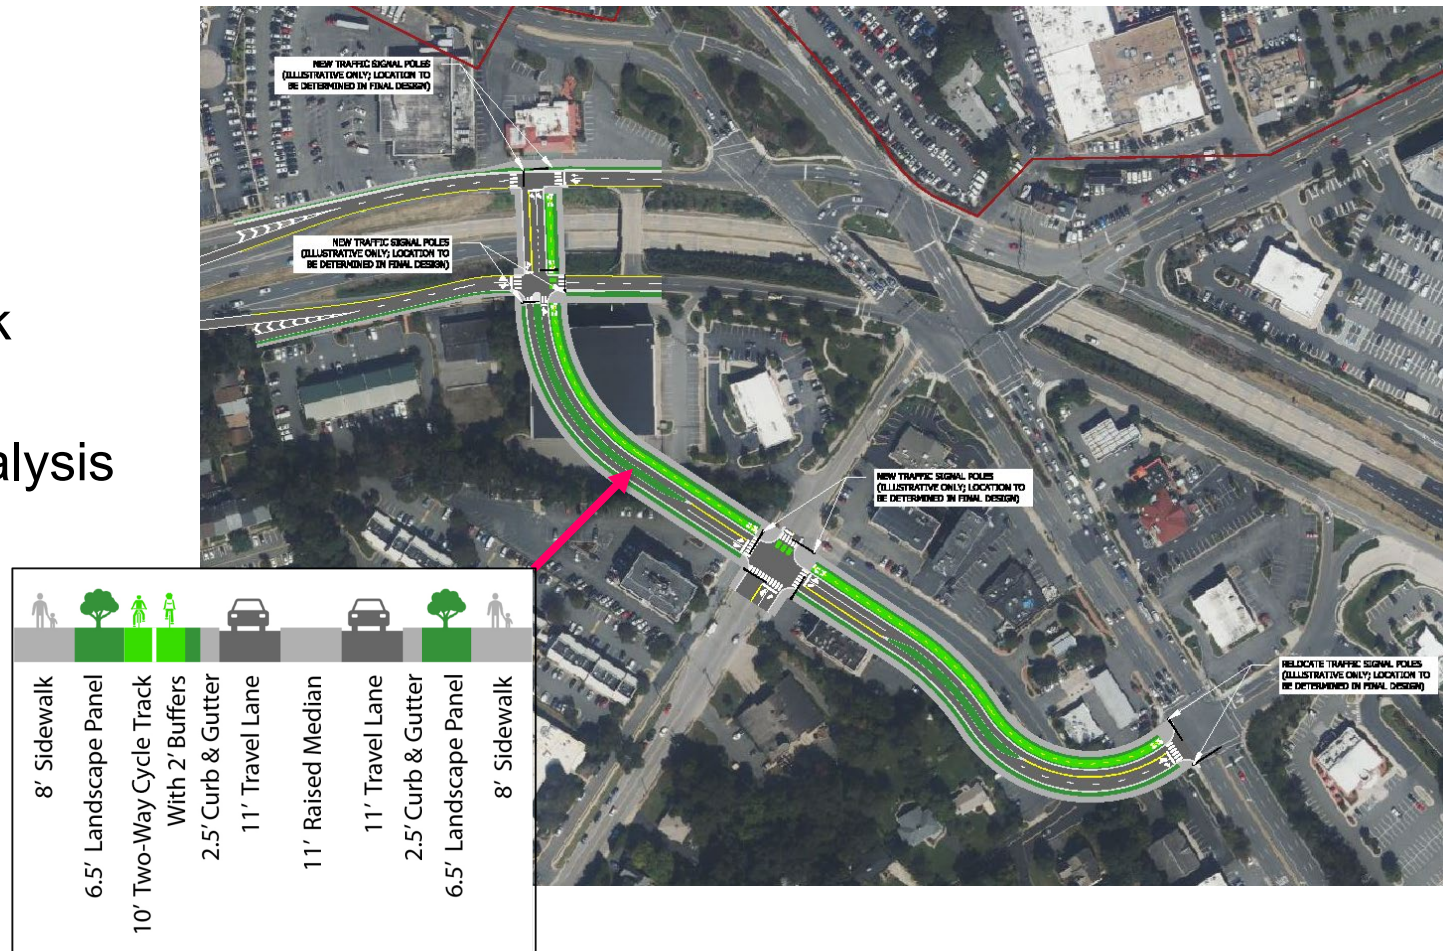 NEW TRAFFIC SIGNAL POLES
(ILLUSTRATIVE ONLY; LOCATION TO
BE DETERMINED IN FINAL DESIGN)
NEW TRAFFIC SIGNAL POLES
(ILLUSTRATIVE ONLY; LOCATION TO
BE DETERMINED IN FINAL DESIGN)
k
alysis
NEW TRAFFIC SIGNAL POLES
(ILLUSTRATIVE ONLY; LOCATION TO
BE DETERMINED IN FINAL DESIGN)
RELOCATE TRAFFIC SIGNAL POLES
(ILLUSTRATIVE ONLY; LOCATION TO
BE DETERMINED IN FINAL DESIGN)
8’ Sidewalk
6.5’ Landscape Panel
10’ Two-Way Cycle Track
With 2’ Buffers
2.5’ Curb & Gutter
11’ Travel Lane
11’ Raised Median
11’ Travel Lane
2.5’ Curb & Gutter
6.5’ Landscape Panel
8’ Sidewalk